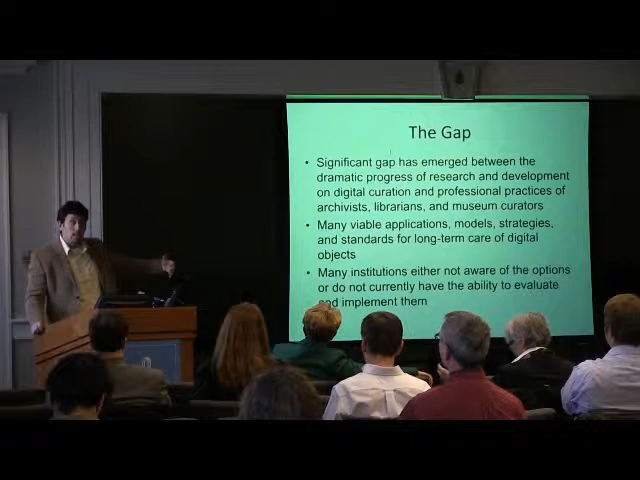 The Gap
• Significant gap has emerged between the
dramatic progress of research and development
on digital curation and professional practices of
archivists, librarians, and museum curators
• Many viable applications, models, strategies,
and standards for long-term care of digital
objects
• Many institutions either not aware of the options
or do not currently have the ability to evaluate
and implement them